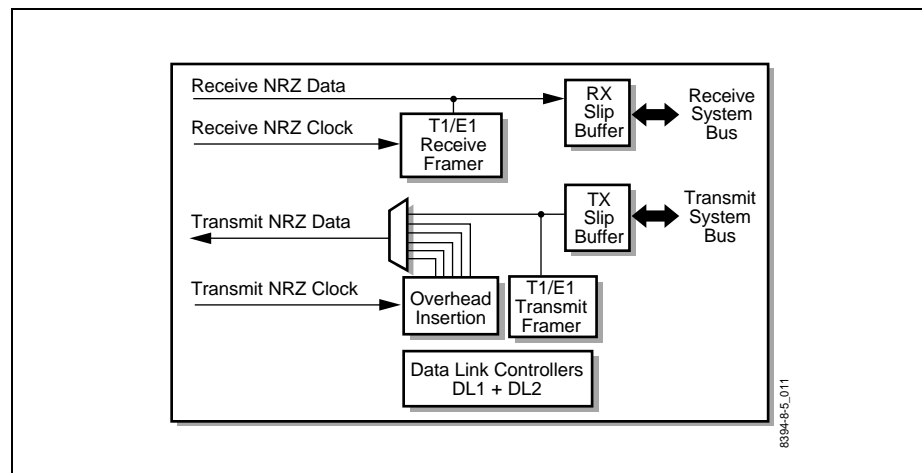 Receive NRZ Data
Receive NRZ Clock
T1/E1
Receive
Framer
RX
Slip
Buffer
Receive
System
Bus
Transmit NRZ Data
Transmit NRZ Clock
Overhead
Insertion
T1/E1
Transmit
Framer
TX
Slip
Buffer
Transmit
System
Bus
Data Link Controllers
DL1 + DL2
8394-8-5_011